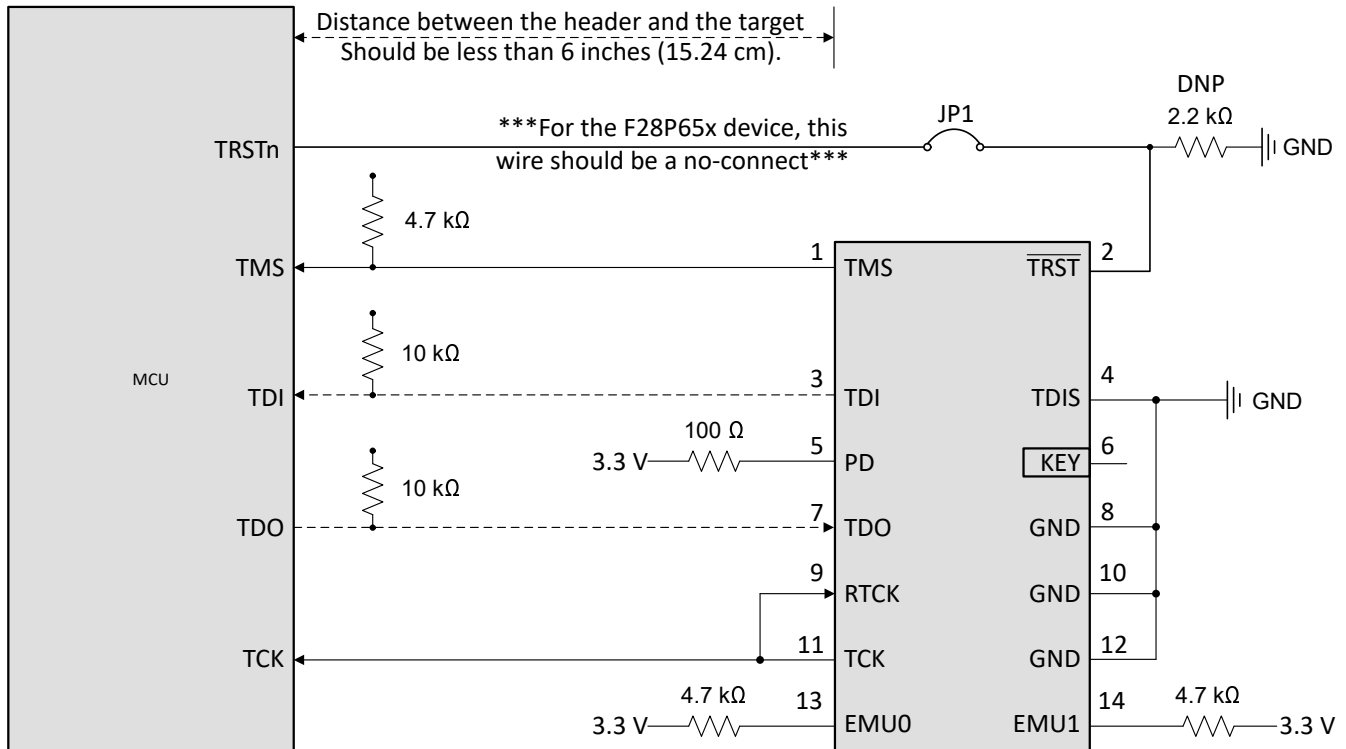 Distance between the header and the target
Should be less than 6 inches (15.24 cm).
DNP
2.2 kΩ
JP1
***For the F28P65x device, this
wire should be a no-connect***
TRSTn
GND
4.7 kΩ
TMS
1
TMS
TRST
2
10 kΩ
MCU
TDI
3
TDI
TDIS
4
GND
100 Ω
3.3 V
5
PD
KEY
6
10 kΩ
TDO
7
TDO
GND
8
9
RTCK
GND
10
TCK
11
TCK
GND
12
4.7 kΩ
3.3 V
13
EMU0
EMU1
14
4.7 kΩ
3.3 V